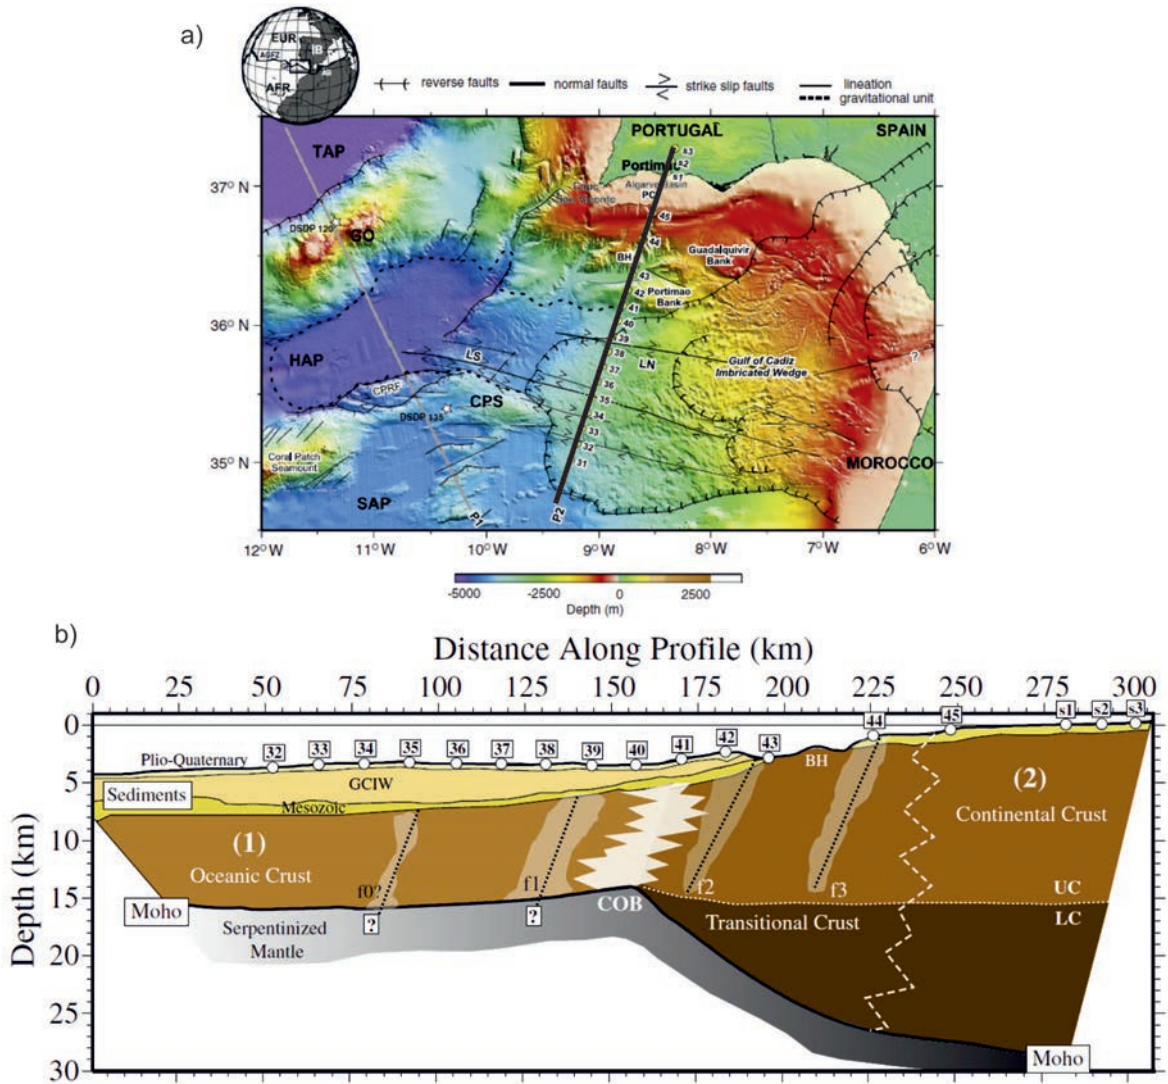 a)
EUR
IB
AGFZ
AFR
reverse faults
normal faults
strike slip faults
lineation
gravitational unit
TAP
PORTUGAL
SPAIN
Portimao
s3
s2
s1
37° N
Algarve Basin
PC
DSDP 120
GO
45
44
BH
Guadalquivir
Bank
43
42
Portimao
Bank
41
36° N
40
39
HAP
LS
38
LN
Gulf of Cadiz
Imbricated Wedge
?
37
CPRF
36
CPS
35
DSDP 135
34
33
Coral Patch
Seamount
32
35° N
31
MOROCCO
SAP
P1
P2
12°W
11°W
10°W
9°W
8°W
7°W
6°W
-5000
-2500
0
2500
Depth (m)
b)
Distance Along Profile (km)
0 25 50 75 100 125 150 175 200 225 250 275 300
0
5
10
15
20
25
30
Depth (km)
32 33 34 35 36 37 38 39 40 41 42 43 44 45 s1 s2 s3
Plio-Quaternary
GCIW
BH
Sediments
Mesozoic
(1)
(2)
Oceanic Crust
Continental Crust
f0?
f1
f2
f3
UC
Moho
?
?
COB
LC
Serpentinized
Mantle
Transitional Crust
Moho